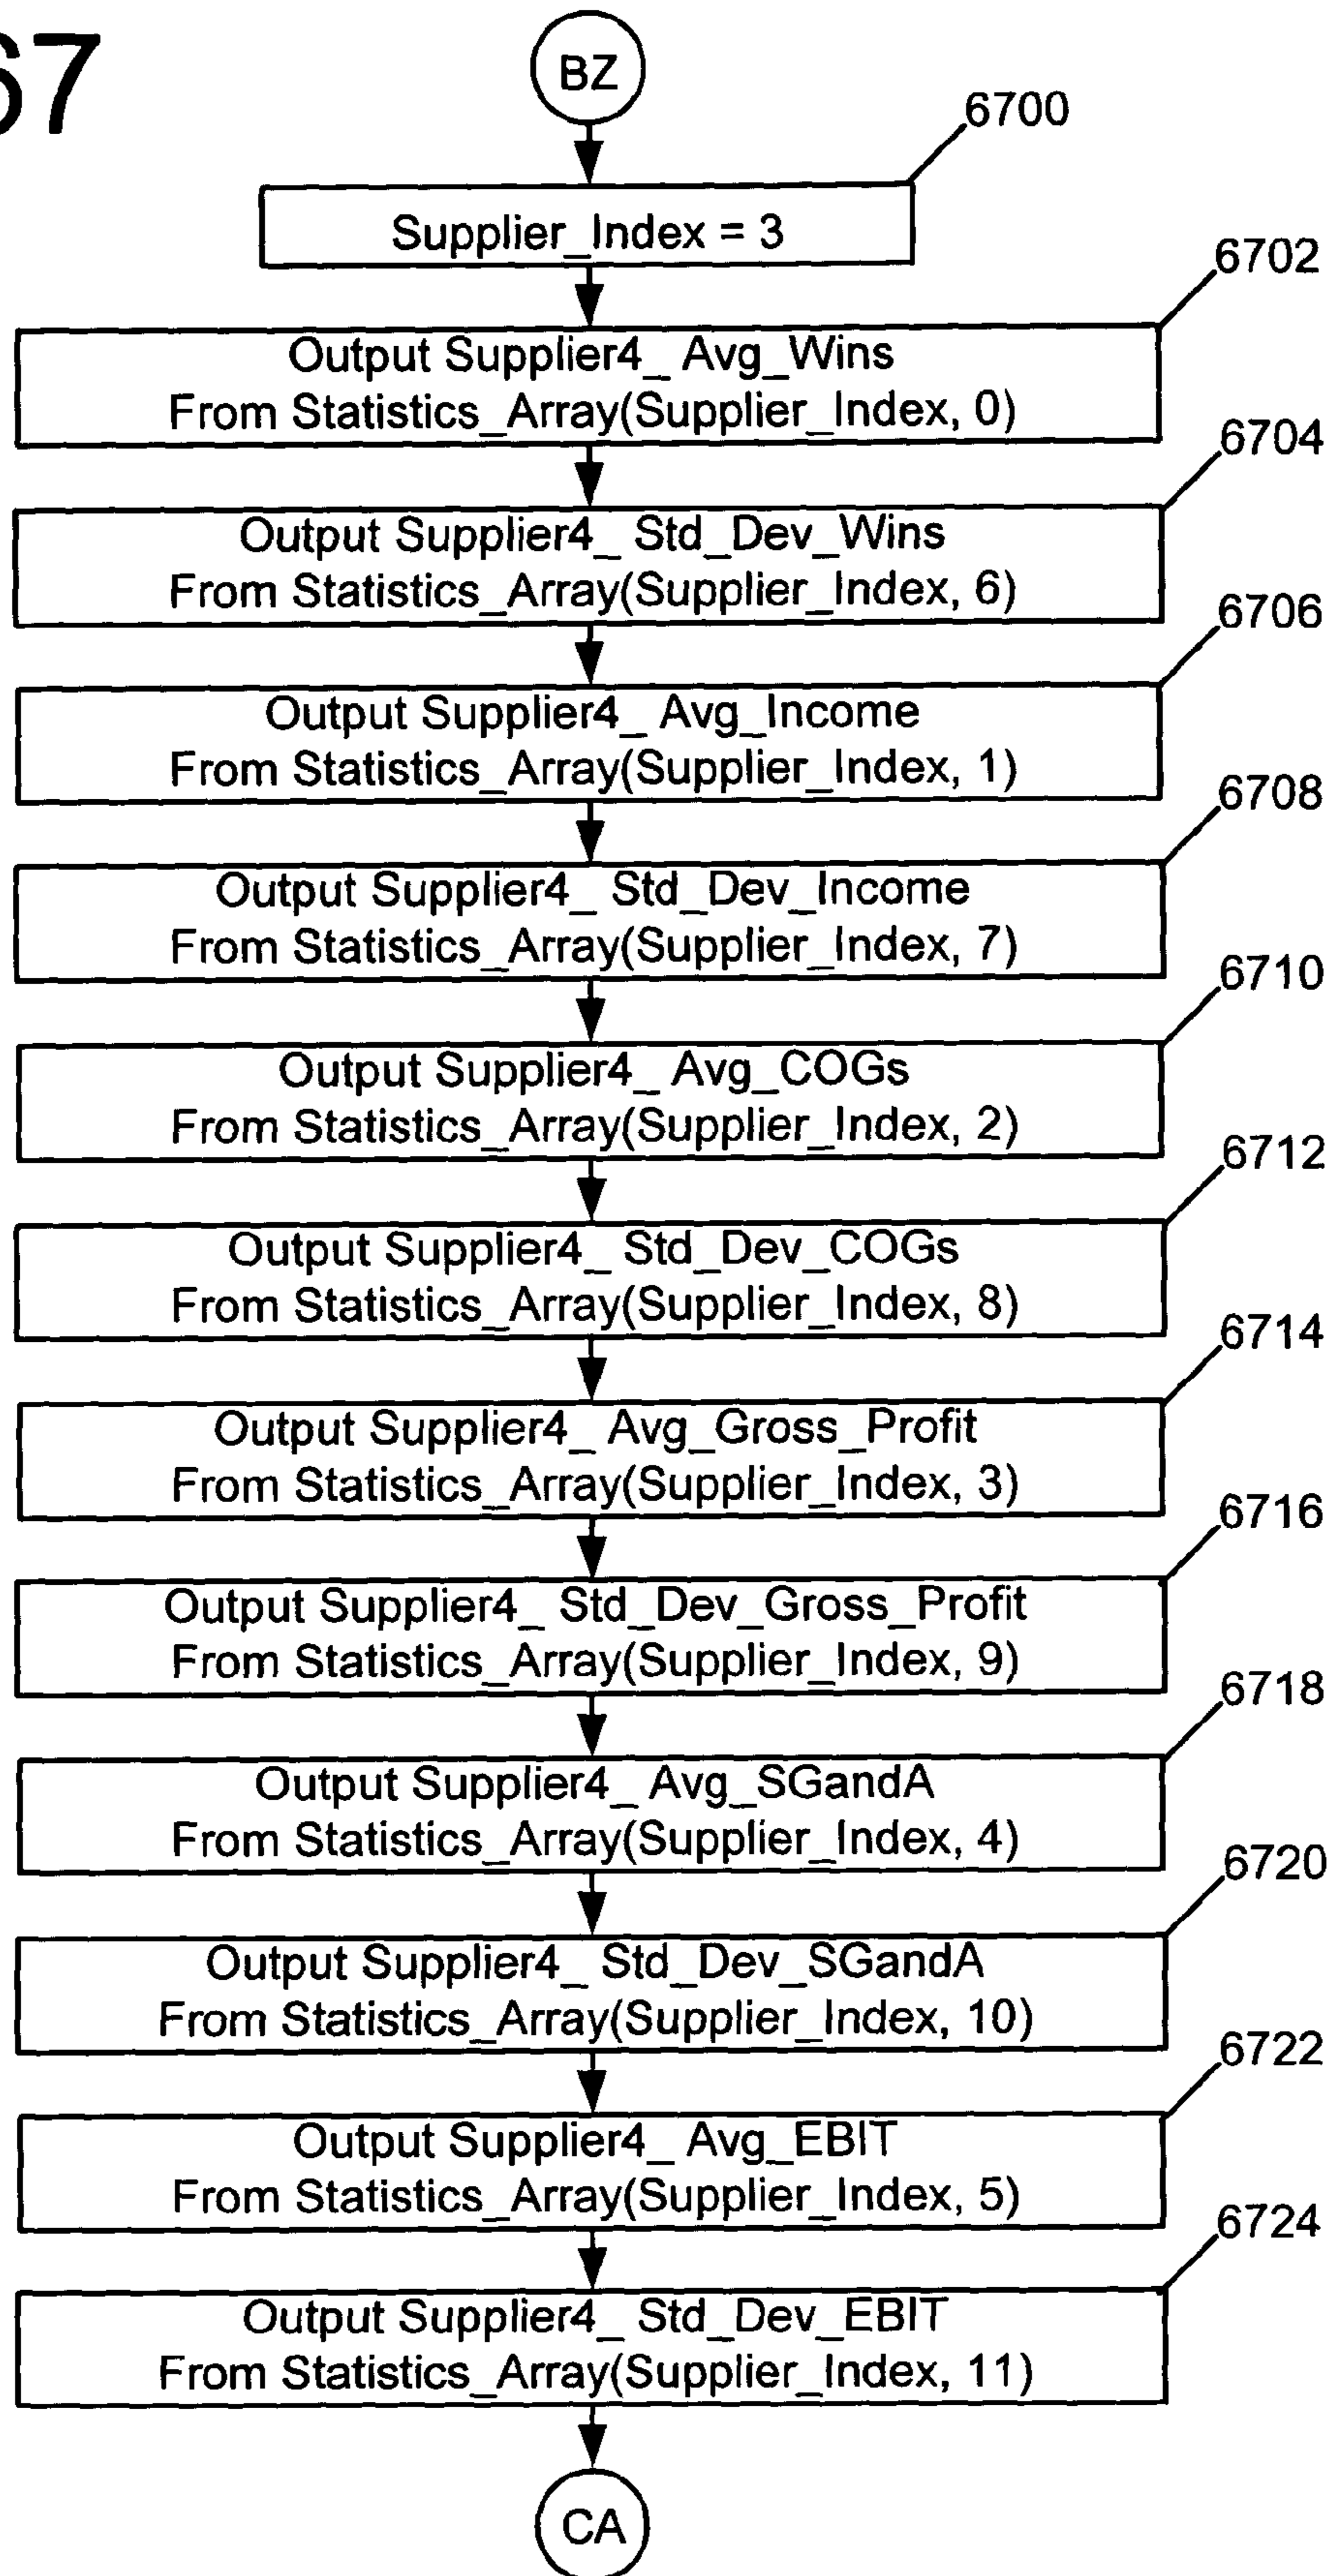 67
BZ
6700
Supplier_Index = 3
6702
Output Supplier4_ Avg_Wins
From Statistics_Array(Supplier_Index, 0)
6704
Output Supplier4_ Std_Dev_Wins
From Statistics_Array(Supplier_Index, 6)
6706
Output Supplier4_ Avg_Income
From Statistics_Array(Supplier_Index, 1)
6708
Output Supplier4_ Std_Dev_Income
From Statistics_Array(Supplier_Index, 7)
6710
Output Supplier4_ Avg_COGs
From Statistics_Array(Supplier_Index, 2)
6712
Output Supplier4_ Std_Dev_COGs
From Statistics_Array(Supplier_Index, 8)
6714
Output Supplier4_ Avg_Gross_Profit
From Statistics_Array(Supplier_Index, 3)
6716
Output Supplier4_ Std_Dev_Gross_Profit
From Statistics_Array(Supplier_Index, 9)
6718
Output Supplier4_ Avg_SGandA
From Statistics_Array(Supplier_Index, 4)
6720
Output Supplier4_ Std_Dev_SGandA
From Statistics_Array(Supplier_Index, 10)
6722
Output Supplier4_ Avg_EBIT
From Statistics_Array(Supplier_Index, 5)
6724
Output Supplier4_ Std_Dev_EBIT
From Statistics_Array(Supplier_Index, 11)
CA